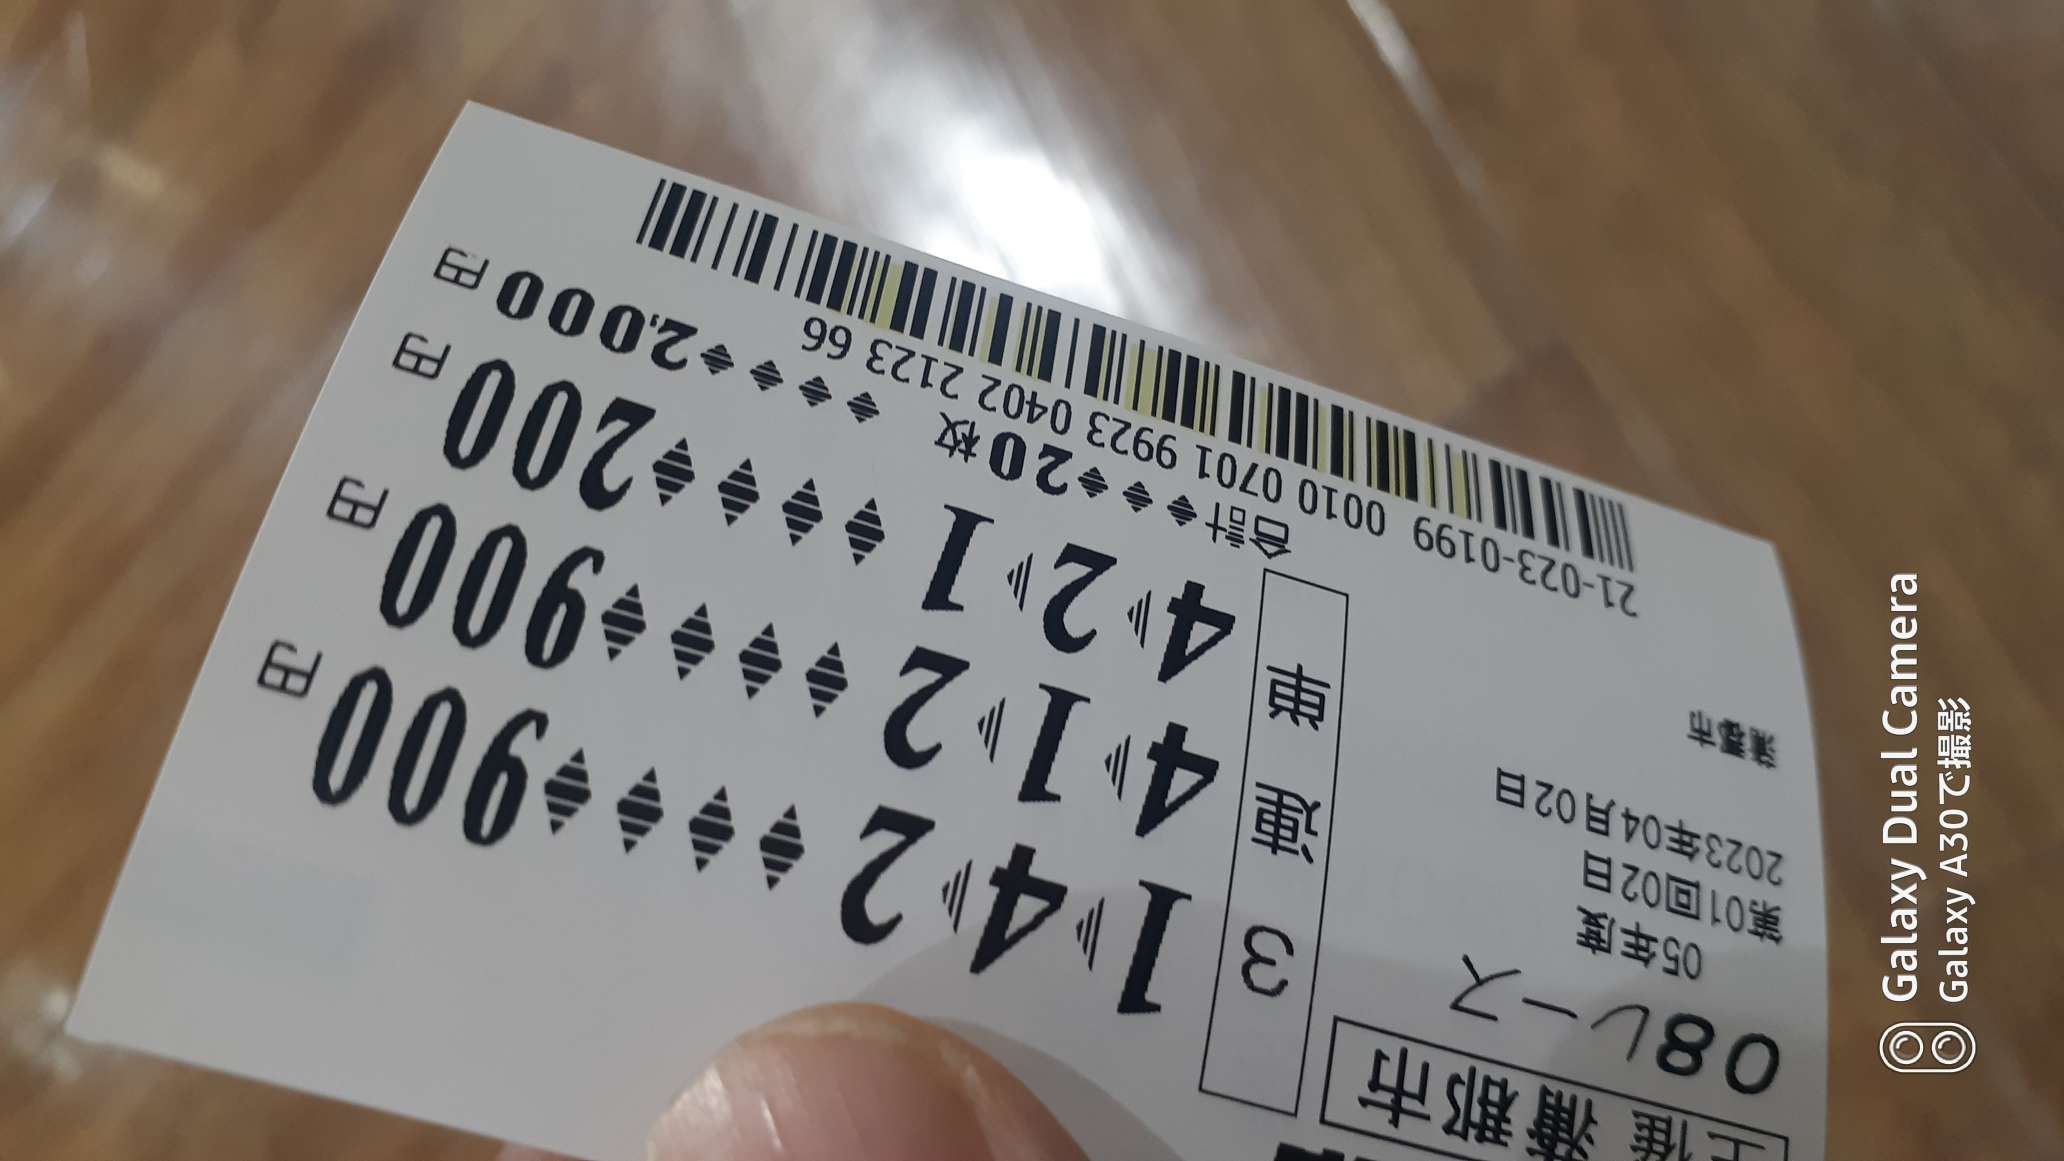 主催 蒲郡市
08レース
05年度
第01回02日
2023年04月02日
蒲郡市
3連単
1 4 2 ◆◆◆◆900円
4 1 2 ◆◆◆◆900円
4 2 1 ◆◆◆◆200円
合計◆◆◆20枚 ◆◆◆◆2,000円
21-023-0199 0010 0701 9923 0402 2123 66
Galaxy Dual Camera
Galaxy A30で撮影